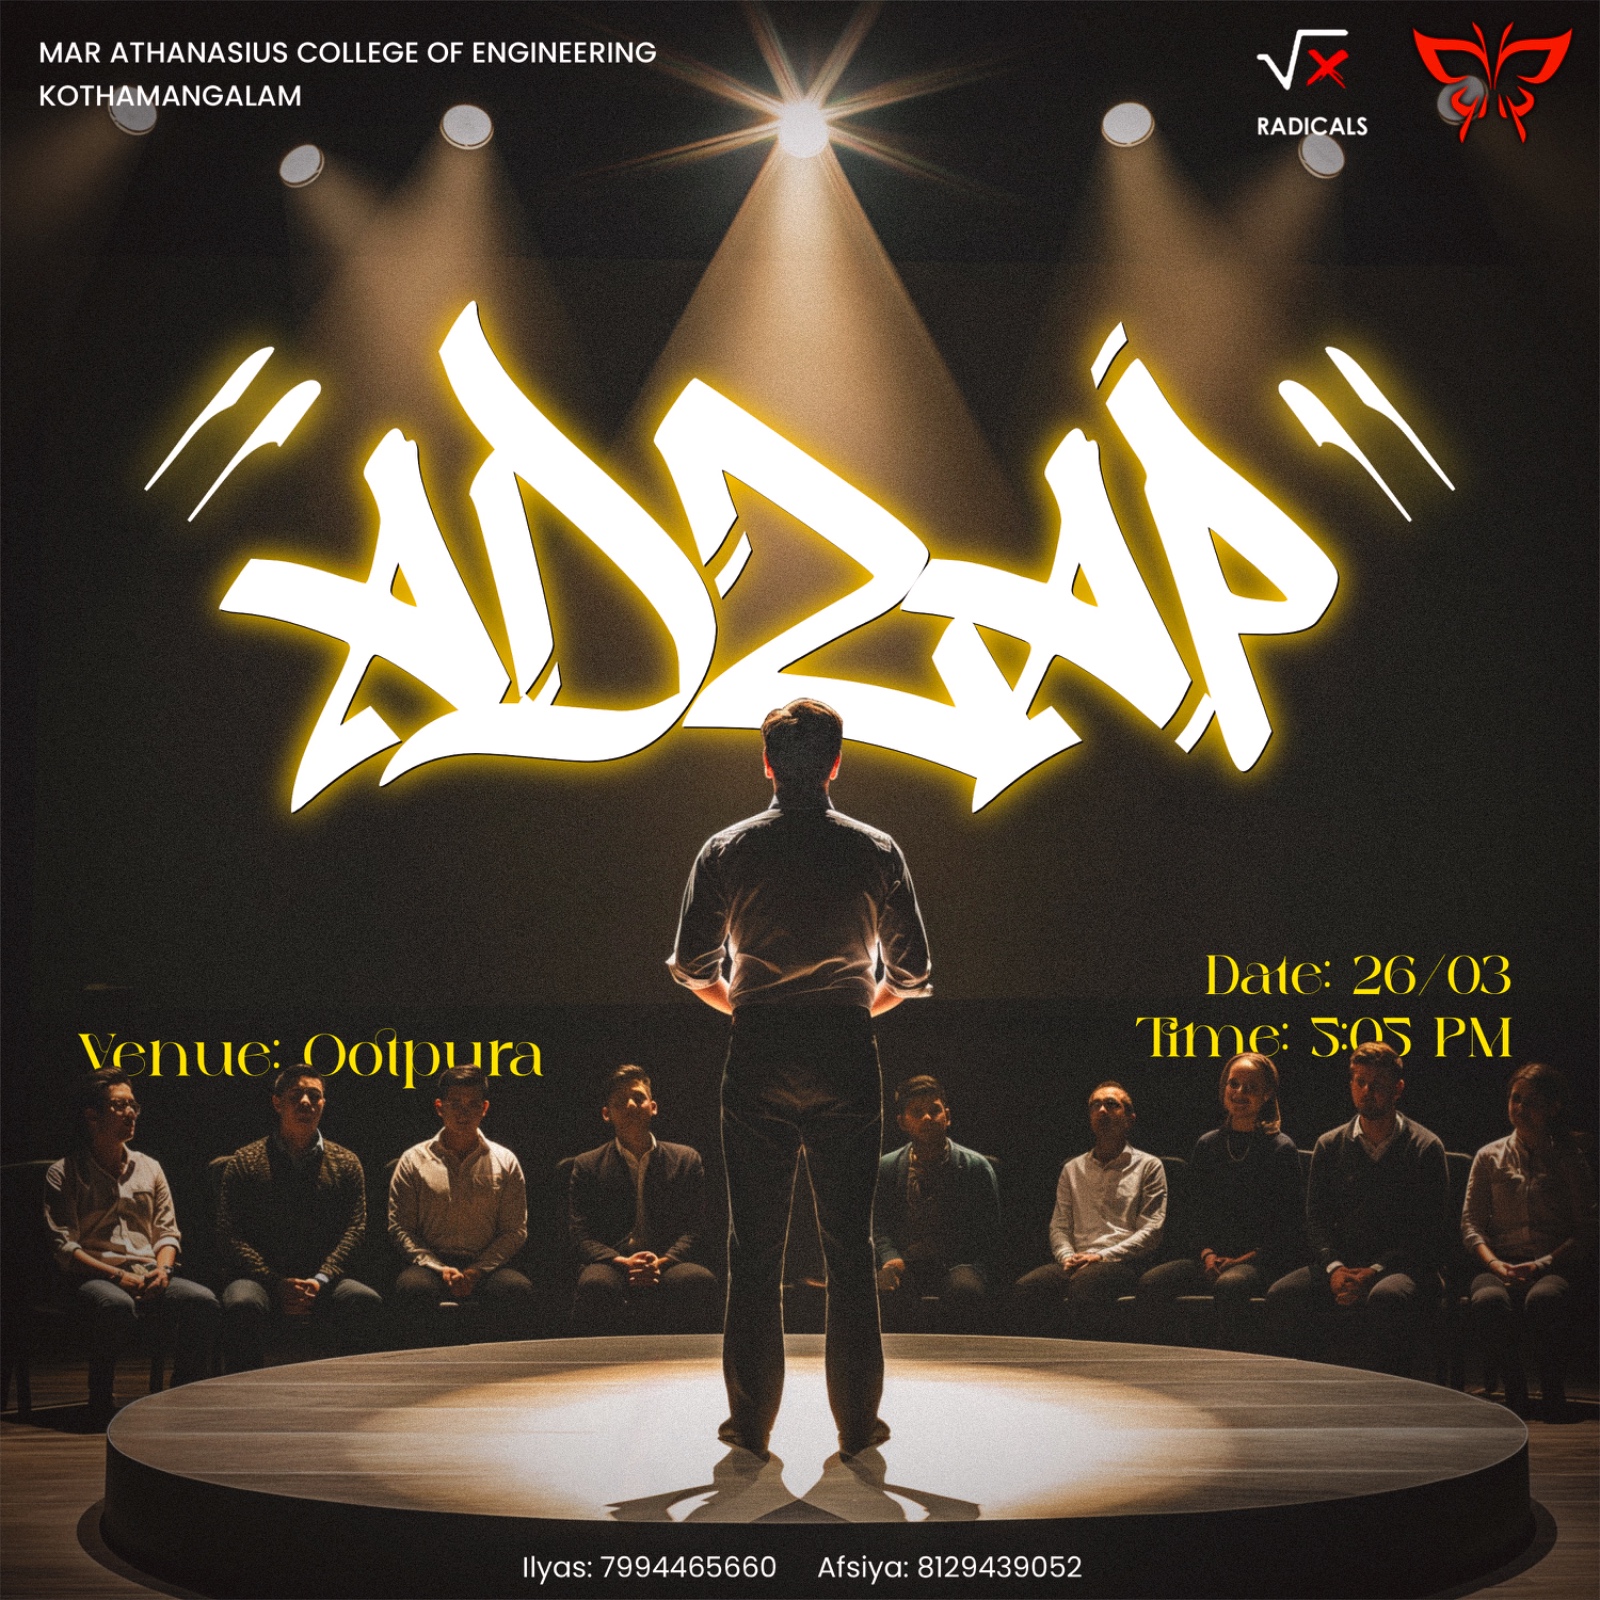 MAR ATHANASIUS COLLEGE OF ENGINEERING
KOTHAMANGALAM
√x
RADICALS
"ADZAP"
Date: 26/03
Time: 5:05 PM
Venue: Ootpura
Ilyas: 7994465660 Afsiya: 8129439052